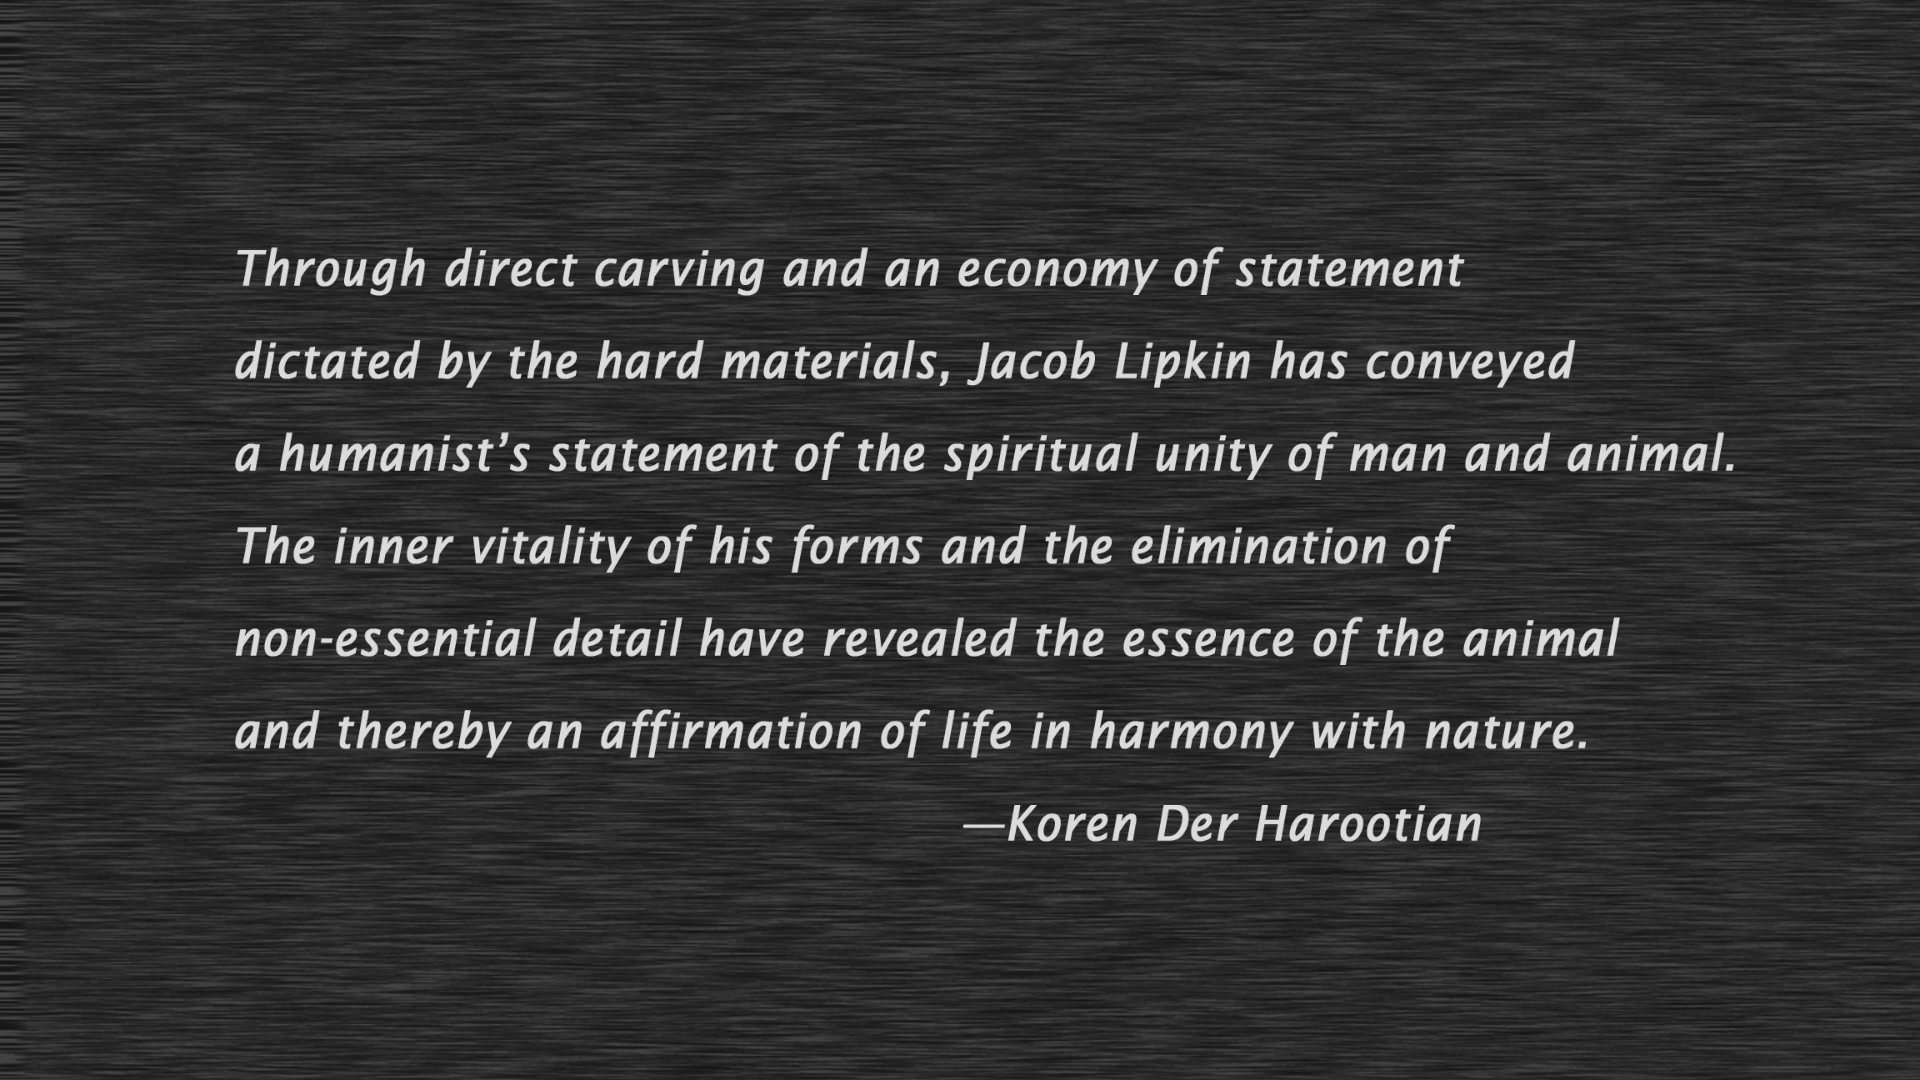 Through direct carving and an economy of statement
dictated by the hard materials, Jacob Lipkin has conveyed
a humanist’s statement of the spiritual unity of man and animal.
The inner vitality of his forms and the elimination of
non-essential detail have revealed the essence of the animal
and thereby an affirmation of life in harmony with nature.
—Koren Der Harootian